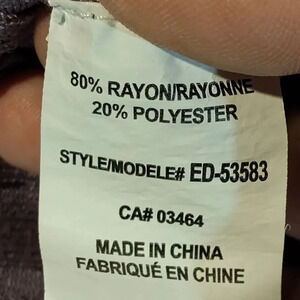 80% RAYON/RAYONNE
20% POLYESTER
STYLE/MODELE# ED-53583
CA# 03464
MADE IN CHINA
FABRIQUÉ EN CHINE